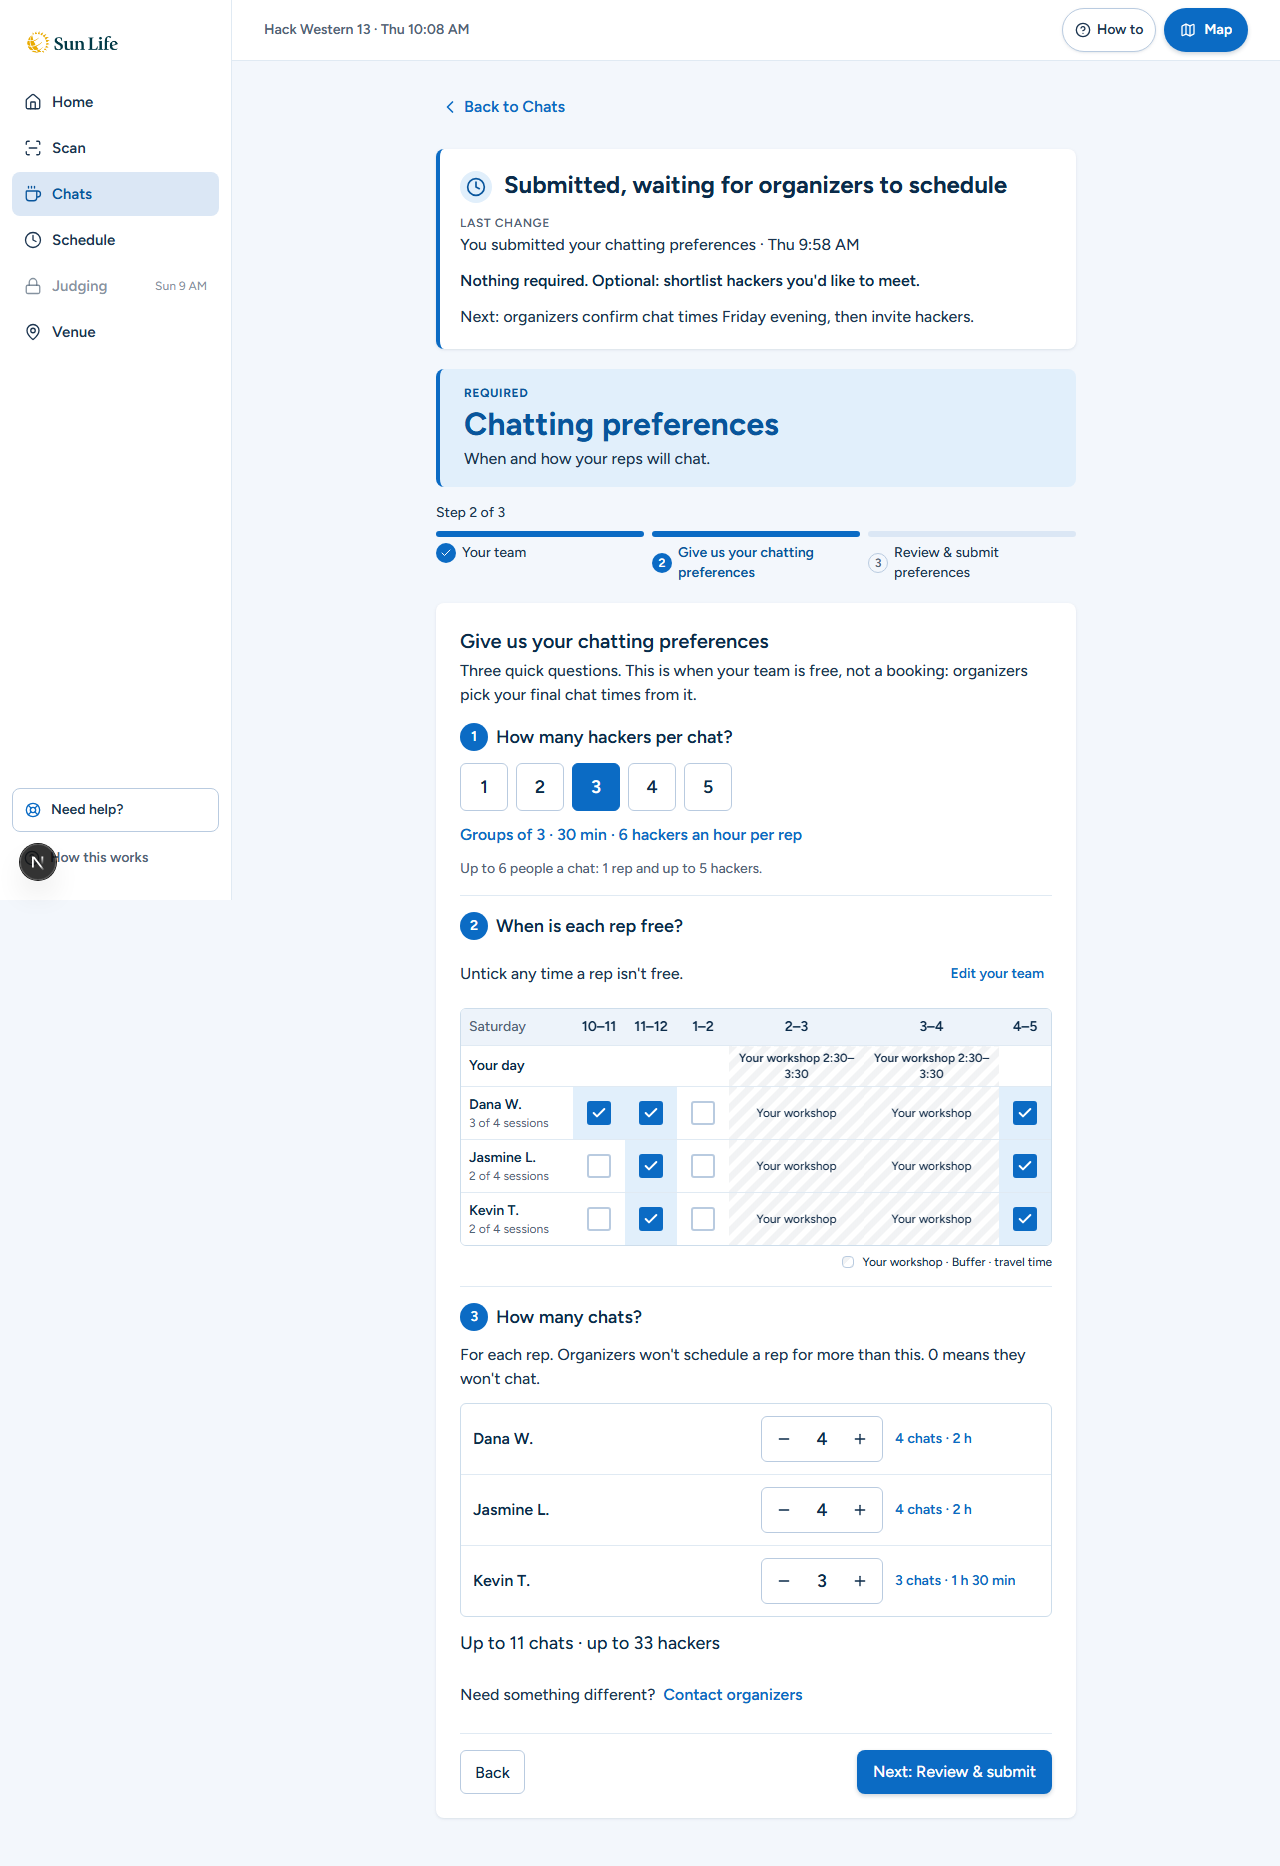 Sun Life
Hack Western 13 · Thu 10:08 AM
How to
Map
Home
Scan
Chats
Schedule
Judging Sun 9 AM
Venue
Need help?
How this works
N
Back to Chats
Submitted, waiting for organizers to schedule
LAST CHANGE
You submitted your chatting preferences · Thu 9:58 AM
Nothing required. Optional: shortlist hackers you'd like to meet.
Next: organizers confirm chat times Friday evening, then invite hackers.
REQUIRED
Chatting preferences
When and how your reps will chat.
Step 2 of 3
Your team
2 Give us your chatting
preferences
3 Review & submit
preferences
Give us your chatting preferences
Three quick questions. This is when your team is free, not a booking: organizers
pick your final chat times from it.
1 How many hackers per chat?
1 2 3 4 5
Groups of 3 · 30 min · 6 hackers an hour per rep
Up to 6 people a chat: 1 rep and up to 5 hackers.
2 When is each rep free?
Untick any time a rep isn't free. Edit your team
Saturday 10–11 11–12 1–2 2–3 3–4 4–5
Your day Your workshop 2:30–3:30 Your workshop 2:30–3:30
Dana W. Your workshop Your workshop
3 of 4 sessions
Jasmine L. Your workshop Your workshop
2 of 4 sessions
Kevin T. Your workshop Your workshop
2 of 4 sessions
Your workshop · Buffer · travel time
3 How many chats?
For each rep. Organizers won't schedule a rep for more than this. 0 means they
won't chat.
Dana W. − 4 + 4 chats · 2 h
Jasmine L. − 4 + 4 chats · 2 h
Kevin T. − 3 + 3 chats · 1 h 30 min
Up to 11 chats · up to 33 hackers
Need something different? Contact organizers
Back
Next: Review & submit